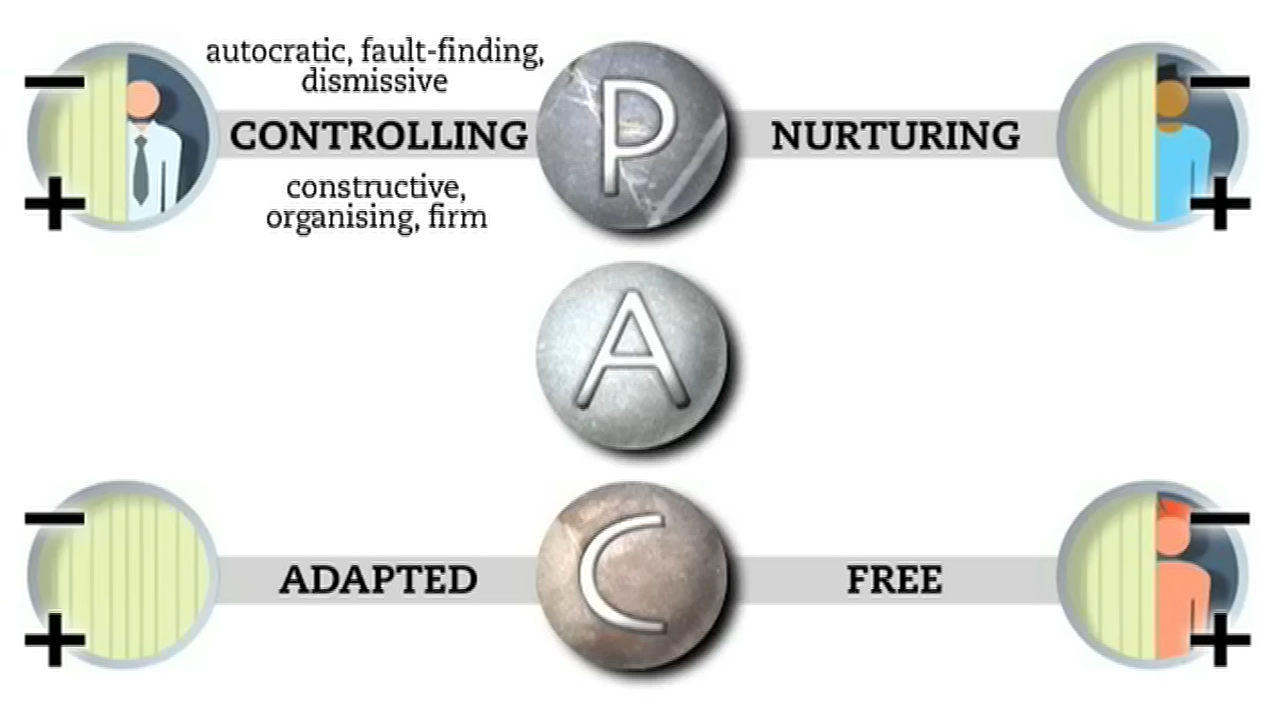 autocratic, fault-finding,
dismissive
CONTROLLING
P
NURTURING
constructive,
organising, firm
A
ADAPTED
C
FREE